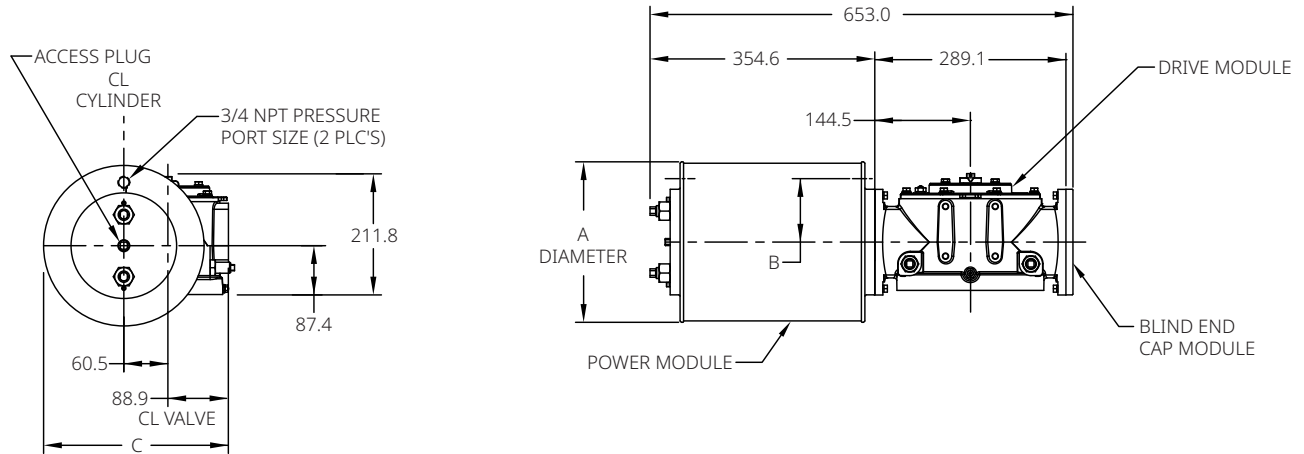 653.0
354.6
289.1
DRIVE MODULE
144.5
ACCESS PLUG
CL
CYLINDER
3/4 NPT PRESSURE
PORT SIZE (2 PLC'S)
211.8
87.4
60.5
88.9
CL VALVE
C
A
DIAMETER
B
POWER MODULE
BLIND END
CAP MODULE